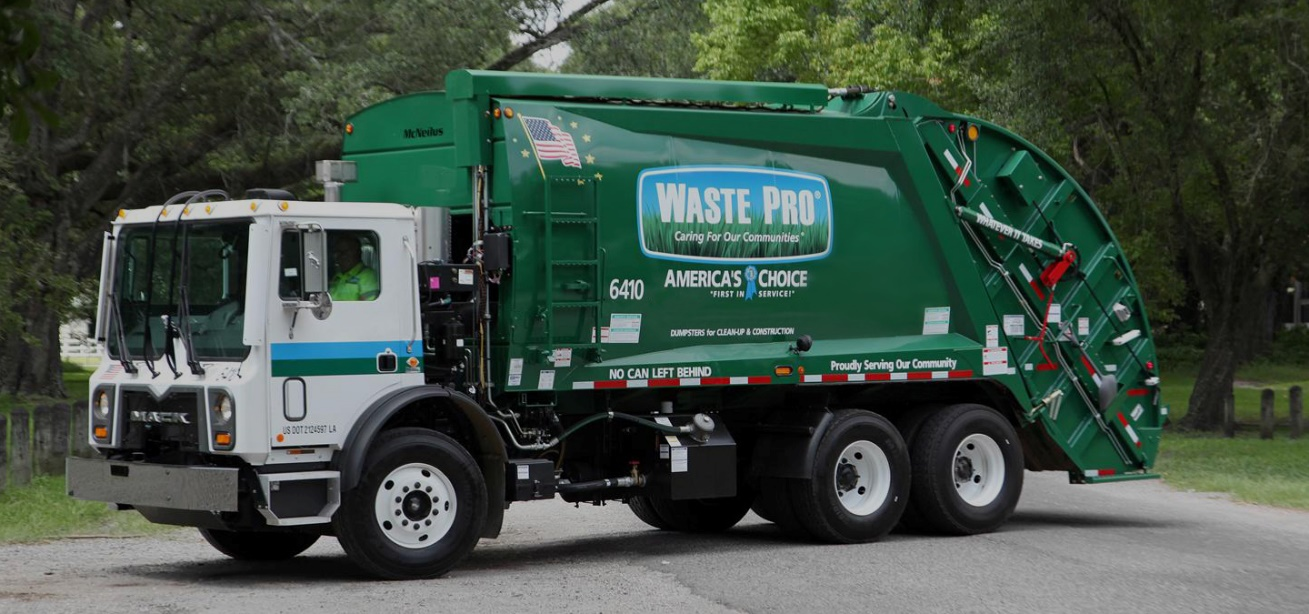 McNeilus
WASTE PRO®
Caring For Our Communities®
AMERICA'S CHOICE
"FIRST IN SERVICE!"
6410
WHATEVER IT TAKES
DUMPSTERS for CLEAN-UP & CONSTRUCTION
NO CAN LEFT BEHIND
Proudly Serving Our Community
MACK
US DOT 2124597 LA